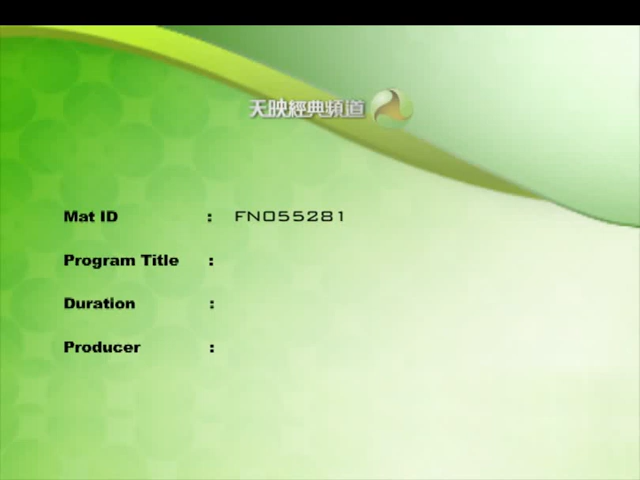 天映經典頻道
Mat ID : FN055281
Program Title :
Duration :
Producer :